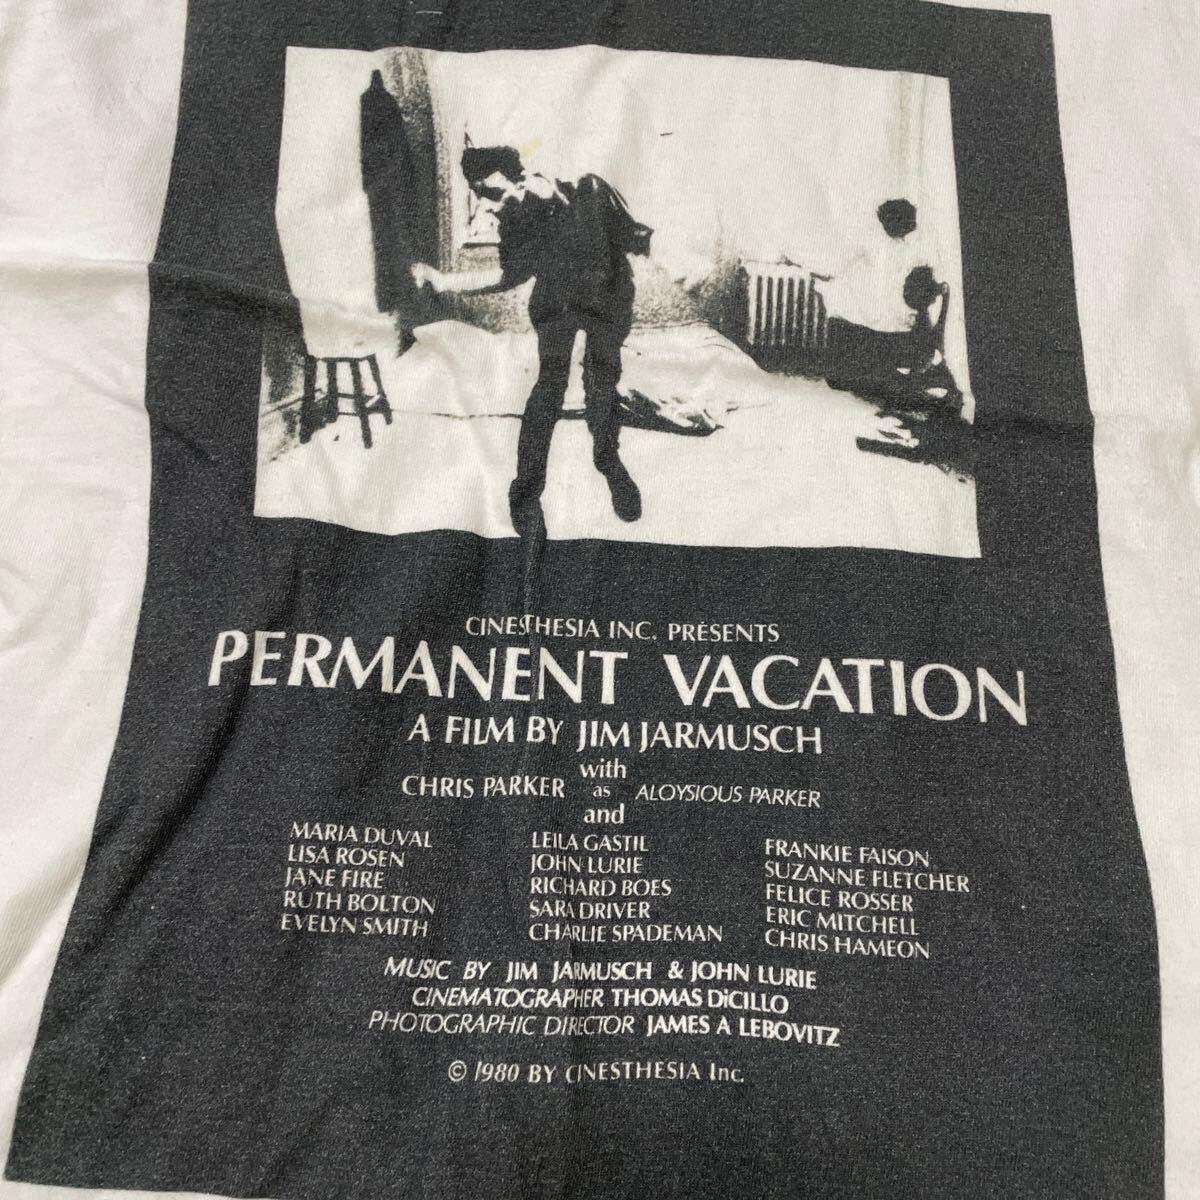 CINESTHESIA INC. PRESENTS
PERMANENT VACATION
A FILM BY JIM JARMUSCH
with
CHRIS PARKER as ALOYSIOUS PARKER
and
MARIA DUVAL
LISA ROSEN
JANE FIRE
RUTH BOLTON
EVELYN SMITH
LEILA GASTIL
JOHN LURIE
RICHARD BOES
SARA DRIVER
CHARLIE SPADEMAN
FRANKIE FAISON
SUZANNE FLETCHER
FELICE ROSSER
ERIC MITCHELL
CHRIS HAMEON
MUSIC BY JIM JARMUSCH & JOHN LURIE
CINEMATOGRAPHER THOMAS DiCILLO
PHOTOGRAPHIC DIRECTOR JAMES A LEBOVITZ
© 1980 BY CINESTHESIA Inc.